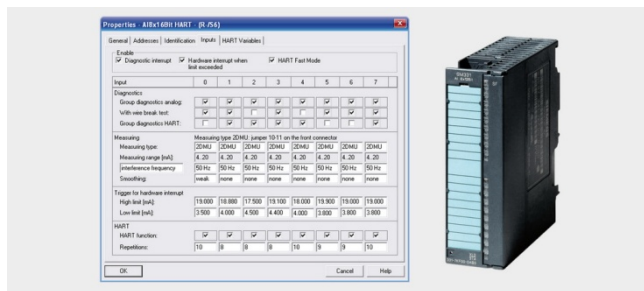 Properties - AI8x16Bit HART - (R-/S6)
General Addresses Identification Inputs HART Variables
Enable
Diagnostic interrupt Hardware interrupt when limit exceeded HART Fast Mode
Input 0 1 2 3 4 5 6 7
Diagnostics
Group diagnostics analog:
With wire break test:
Group diagnostics HART:
Measuring Measuring type 2DMU: jumper 10-11 on the front connector
Measuring type: 2DMU 2DMU 2DMU 2DMU 2DMU 2DMU 2DMU 2DMU
Measuring range [mA]: 4..20 4..20 4..20 4..20 4..20 4..20 4..20 4..20
interference frequency 50 Hz 50 Hz 50 Hz 50 Hz 50 Hz 50 Hz 50 Hz 50 Hz
Smoothing: weak none none none none none none none
Trigger for hardware interrupt
High limit [mA]: 19.000 18.800 17.500 19.100 18.000 19.900 19.000 19.000
Low limit [mA]: 3.500 4.000 4.500 4.400 4.000 3.800 3.800 3.800
HART
HART function:
Repetitions: 10 8 8 8 10 9 9 10
OK Cancel Help
SM331